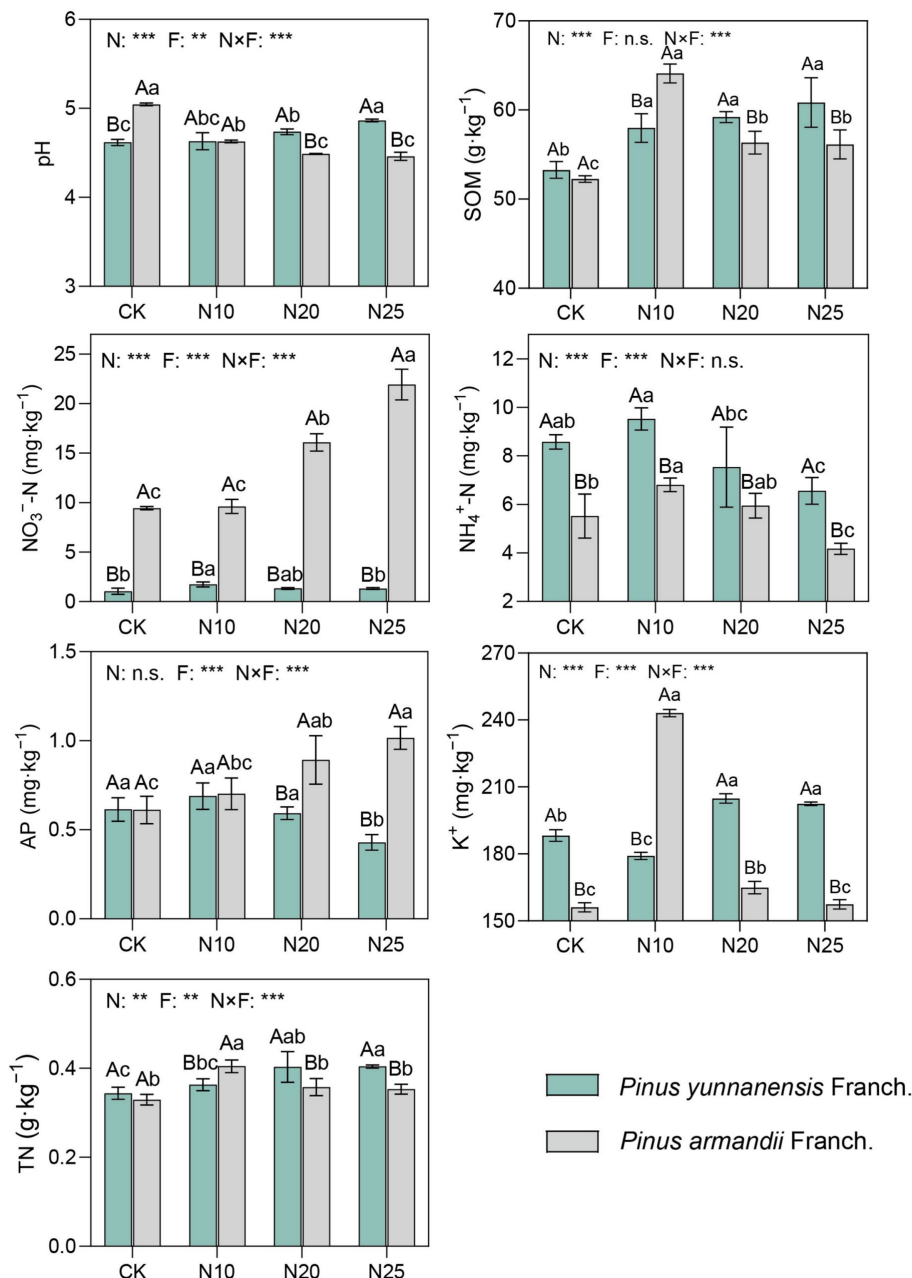 N: *** F: ** N×F: ***
pH
6
5
4
3
Bc
Aa
Abc
Ab
Ab
Bc
Aa
Bc
CK
N10
N20
N25
N: *** F: n.s. N×F: ***
SOM (g·kg⁻¹)
70
60
50
40
Ab
Ac
Ba
Aa
Aa
Bb
Aa
Bb
CK
N10
N20
N25
N: *** F: *** N×F: ***
NO₃⁻-N (mg·kg⁻¹)
25
20
15
10
5
0
Bb
Ac
Ba
Ac
Bab
Ab
Bb
Aa
CK
N10
N20
N25
N: *** F: *** N×F: n.s.
NH₄⁺-N (mg·kg⁻¹)
12
10
8
6
4
2
Aab
Bb
Aa
Ba
Abc
Bab
Ac
Bc
CK
N10
N20
N25
N: n.s. F: *** N×F: ***
AP (mg·kg⁻¹)
1.5
1.0
0.5
0.0
Aa
Ac
Aa
Abc
Ba
Aab
Bb
Aa
CK
N10
N20
N25
N: *** F: *** N×F: ***
K⁺ (mg·kg⁻¹)
270
240
210
180
150
Ab
Bc
Bc
Aa
Aa
Bb
Aa
Bc
CK
N10
N20
N25
N: ** F: ** N×F: ***
TN (g·kg⁻¹)
0.6
0.4
0.2
0.0
Ac
Ab
Bbc
Aa
Aab
Bb
Aa
Bb
CK
N10
N20
N25
Pinus yunnanensis Franch.
Pinus armandii Franch.